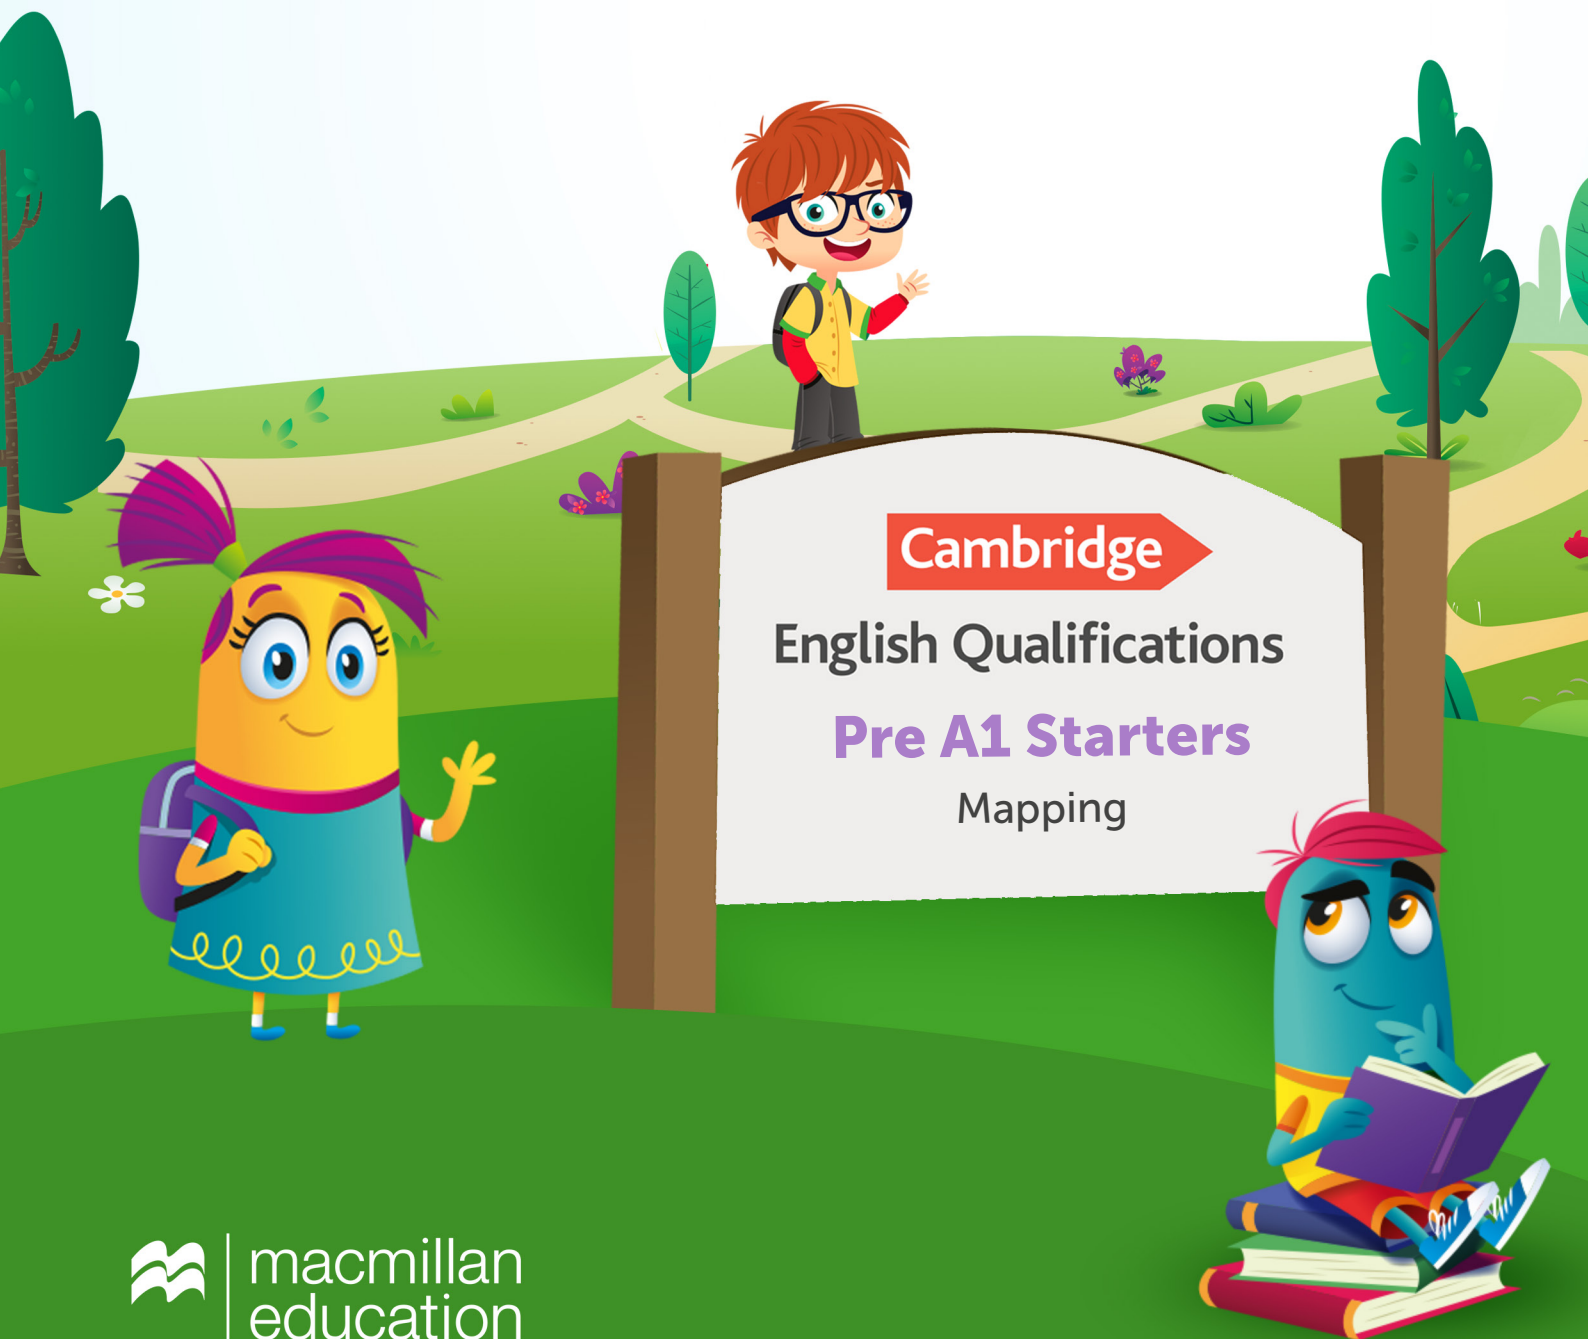 Cambridge
English Qualifications
Pre A1 Starters
Mapping
macmillan
education